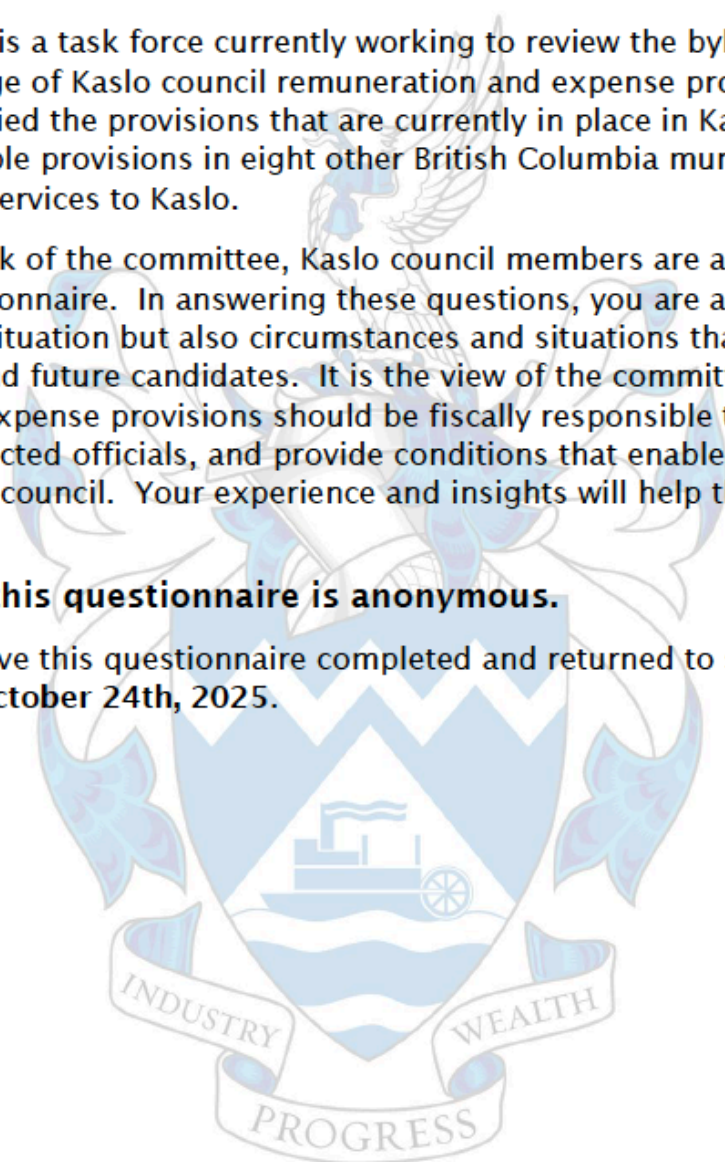 is a task force currently working to review the byl
ge of Kaslo council remuneration and expense pro
ied the provisions that are currently in place in Ka
ble provisions in eight other British Columbia mun
ervices to Kaslo.
k of the committee, Kaslo council members are a
onnaire. In answering these questions, you are a
ituation but also circumstances and situations tha
d future candidates. It is the view of the committ
xpense provisions should be fiscally responsible t
cted officials, and provide conditions that enable
council. Your experience and insights will help t
his questionnaire is anonymous.
ve this questionnaire completed and returned to
ctober 24th, 2025.
INDUSTRY
WEALTH
PROGRESS